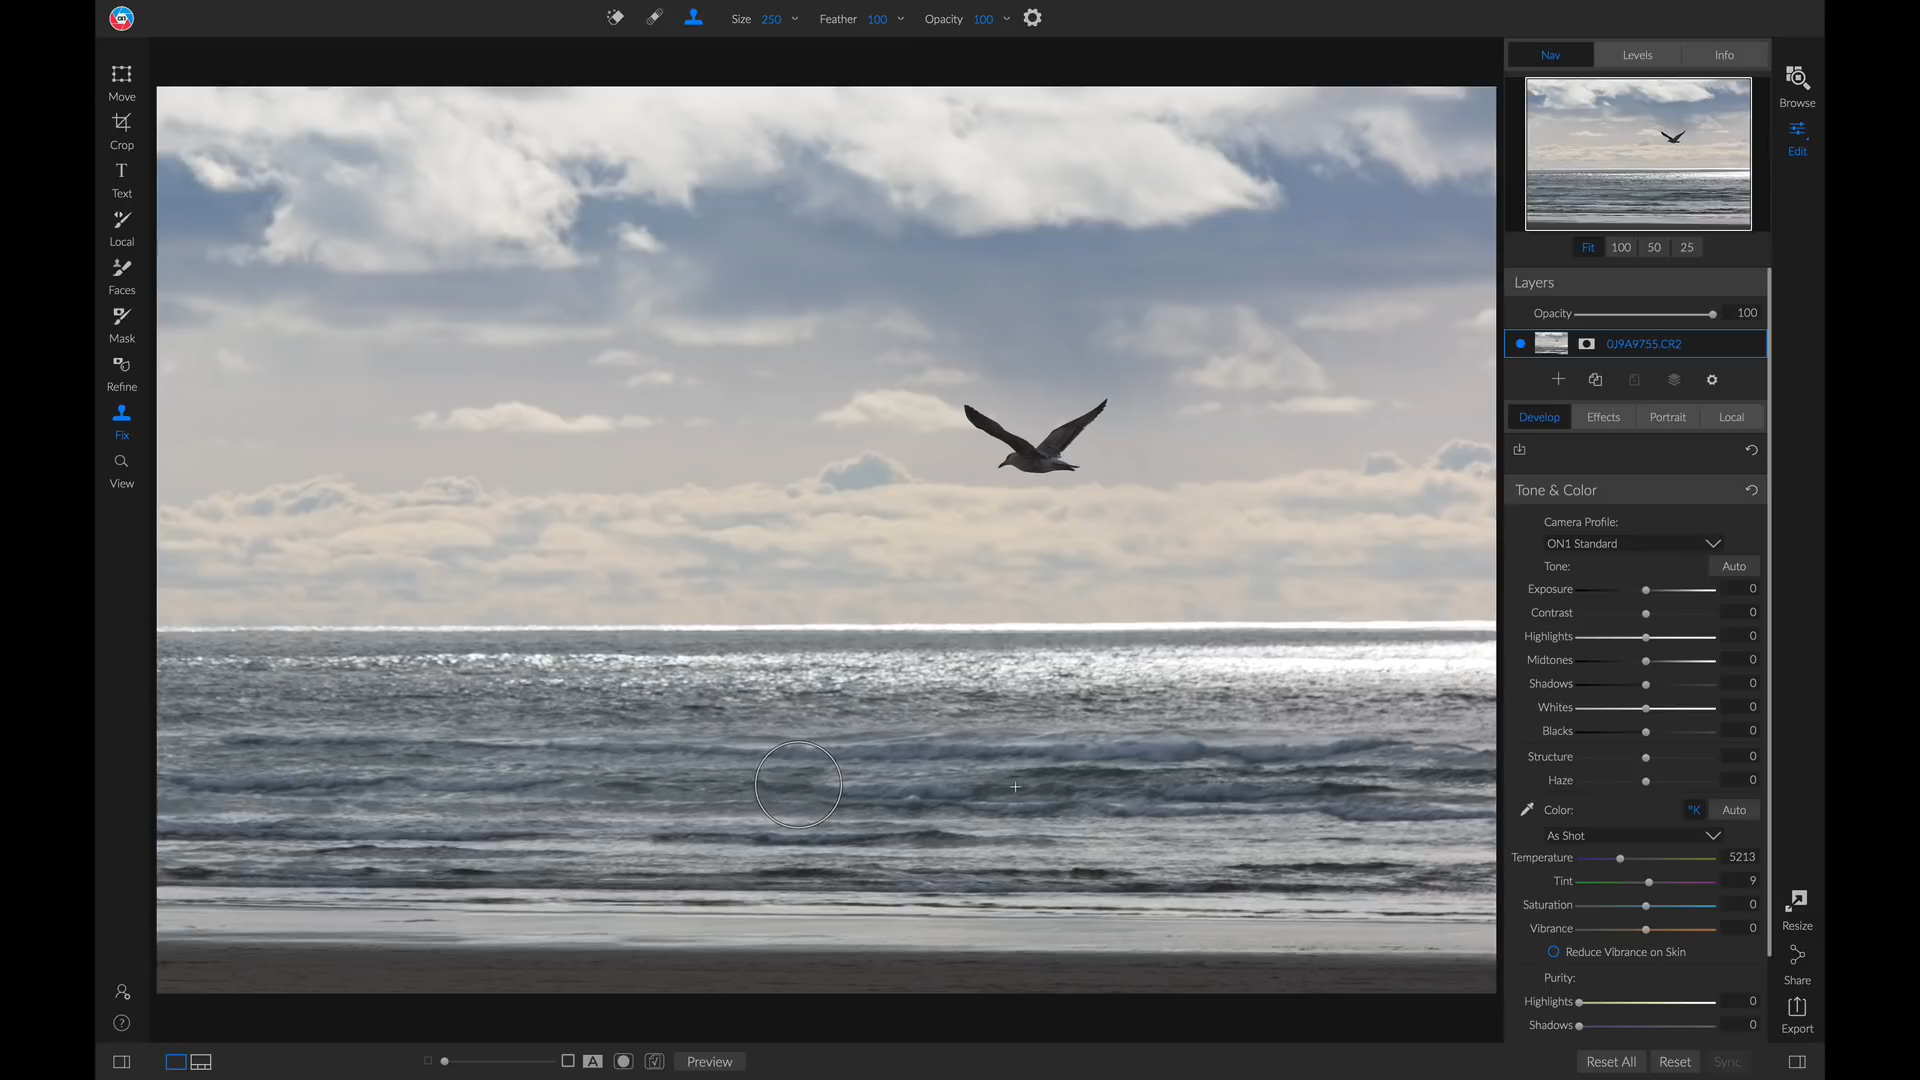 Size 250 Feather 100 Opacity 100
Move
Crop
T
Text
Local
Faces
Mask
Refine
Fix
View
Nav Levels Info
Fit 100 50 25
Layers
Opacity 100
0J9A9755.CR2
Develop Effects Portrait Local
Tone & Color
Camera Profile:
ON1 Standard
Tone: Auto
Exposure 0
Contrast 0
Highlights 0
Midtones 0
Shadows 0
Whites 0
Blacks 0
Structure 0
Haze 0
Color: °K Auto
As Shot
Temperature 5213
Tint 9
Saturation 0
Vibrance 0
Reduce Vibrance on Skin
Purity:
Highlights 0
Shadows 0
Browse
Edit
Resize
Share
Export
?
A Preview
Reset All Reset Sync